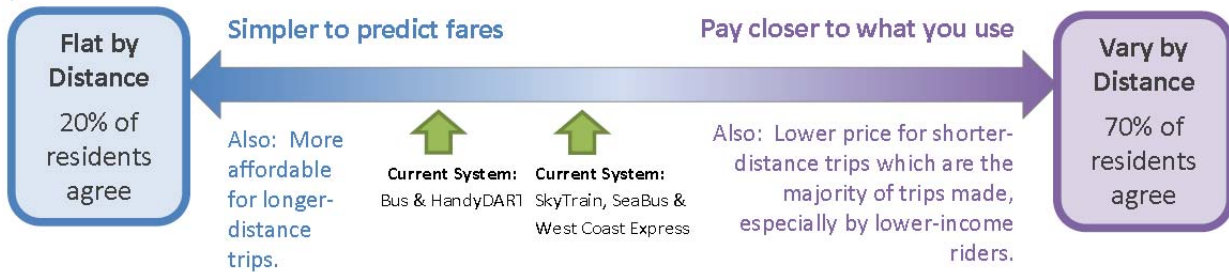 Flat by
Distance
20% of
residents
agree
Simpler to predict fares
Pay closer to what you use
Also: More
affordable
for longer-
distance
trips.
Current System:
Bus & HandyDART
Current System:
SkyTrain, SeaBus &
West Coast Express
Also: Lower price for shorter-
distance trips which are the
majority of trips made,
especially by lower-income
riders.
Vary by
Distance
70% of
residents
agree